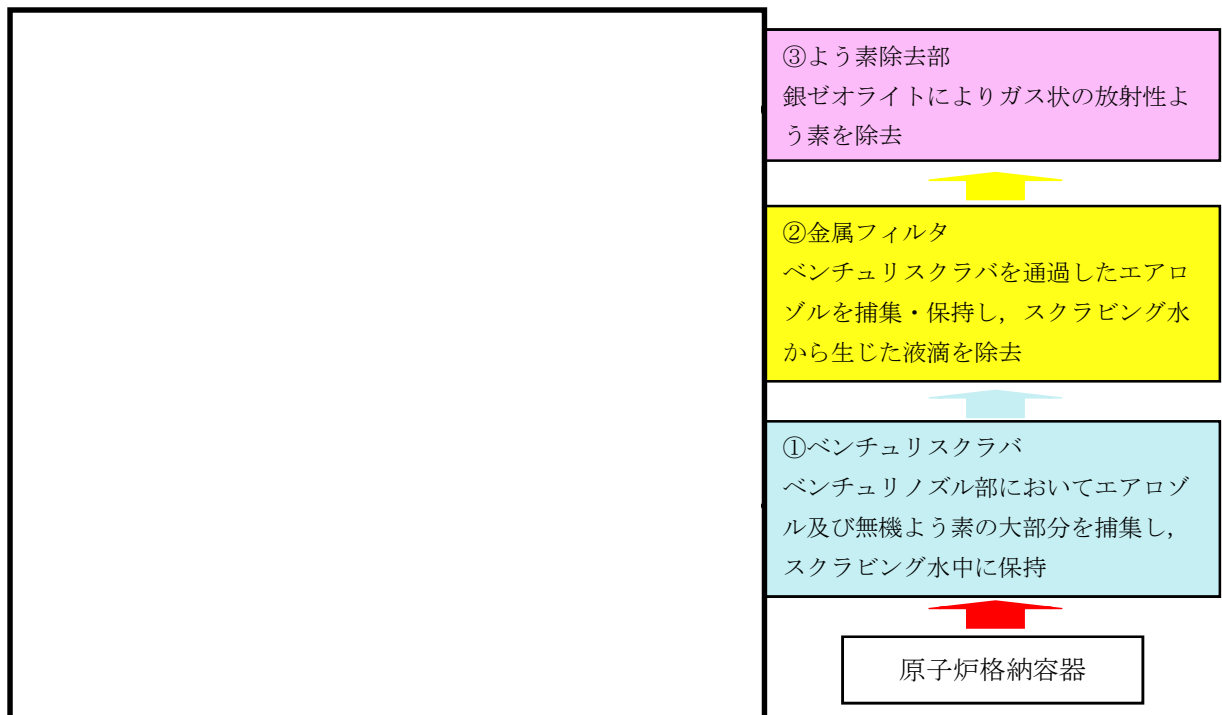 ③よう素除去部
銀ゼオライトによりガス状の放射性よ
う素を除去
②金属フィルタ
ベンチュリスクラバを通過したエアロ
ゾルを捕集・保持し，スクラビング水
から生じた液滴を除去
①ベンチュリスクラバ
ベンチュリノズル部においてエアロゾ
ル及び無機よう素の大部分を捕集し，
スクラビング水中に保持
原子炉格納容器